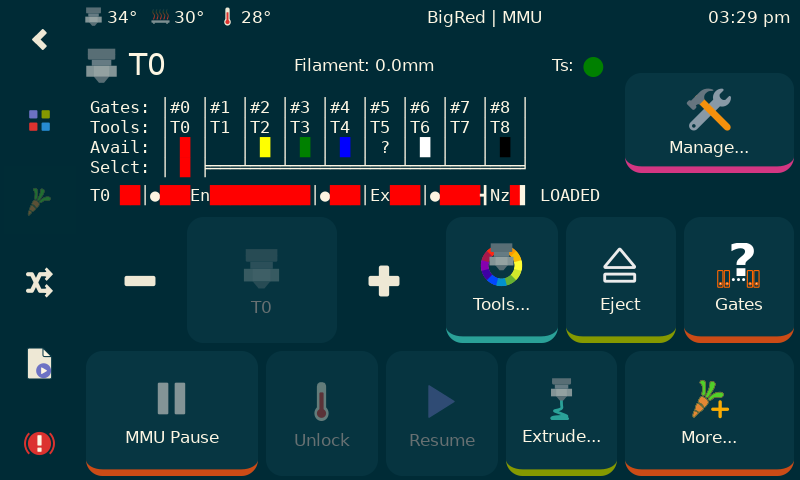 34° 30° 28° BigRed | MMU 03:29 pm
T0 Filament: 0.0mm Ts:
Gates: │#0 │#1 │#2 │#3 │#4 │#5 │#6 │#7 │#8 │
Tools: │T0 │T1 │T2 │T3 │T4 │T5 │T6 │T7 │T8 │
Avail: ?
Selct:
T0 En Ex Nz LOADED
Manage...
T0
Tools...
Eject
?
Gates
MMU Pause
Unlock
Resume
Extrude...
More...